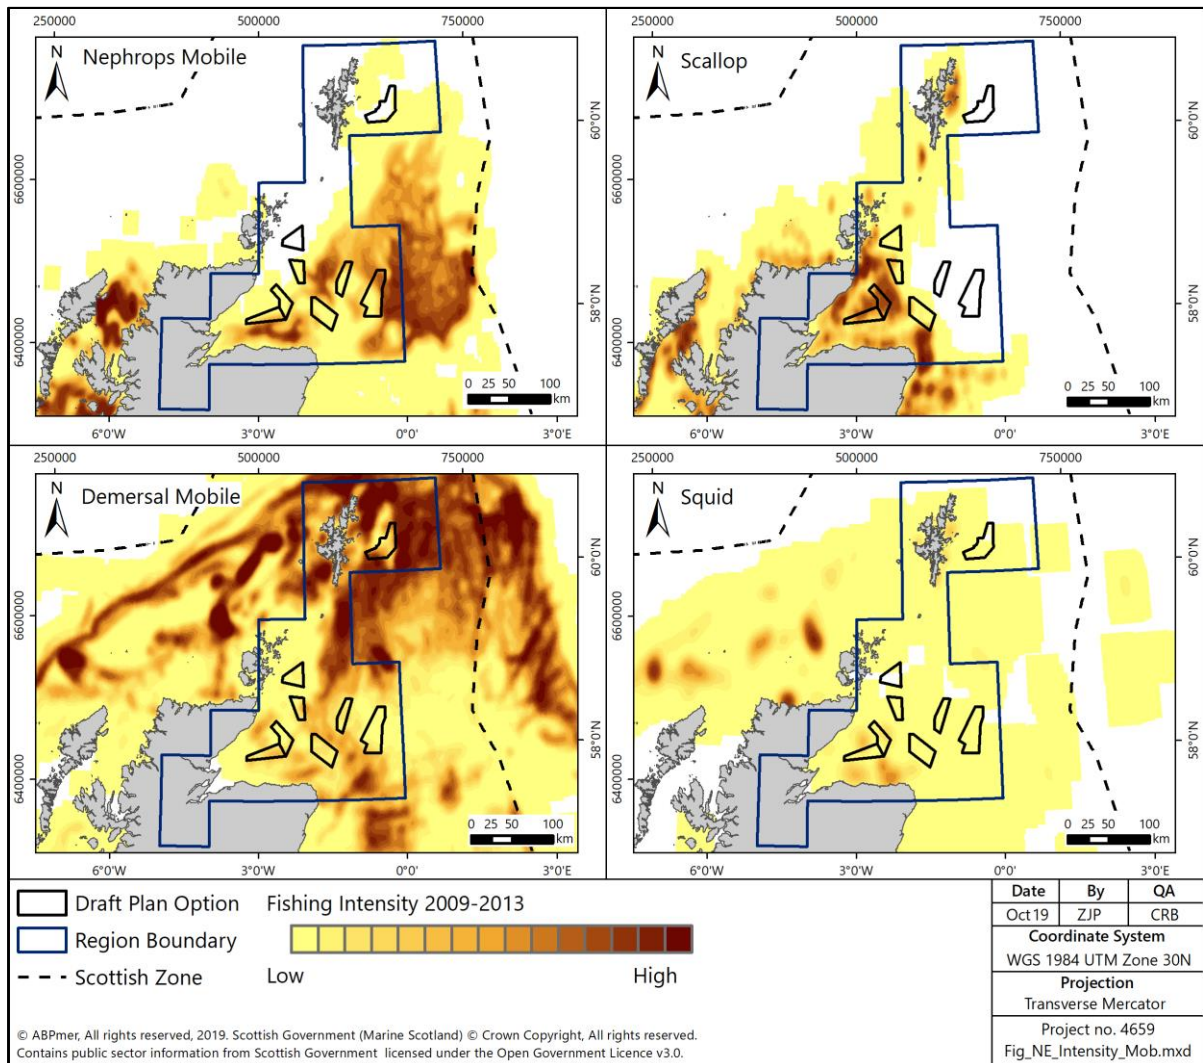 250000 500000 750000
250000 500000 750000
N
Nephrops Mobile
N
Scallop
6600000
6400000
60°0'N
58°0'N
6600000
6400000
60°0'N
58°0'N
0 25 50 100
km
0 25 50 100
km
6°0'W 3°0'W 0°0' 3°0'E
6°0'W 3°0'W 0°0' 3°0'E
250000 500000 750000
250000 500000 750000
N
Demersal Mobile
N
Squid
6600000
6400000
60°0'N
58°0'N
6600000
6400000
60°0'N
58°0'N
0 25 50 100
km
0 25 50 100
km
6°0'W 3°0'W 0°0' 3°0'E
6°0'W 3°0'W 0°0' 3°0'E
Draft Plan Option
Region Boundary
Scottish Zone
Fishing Intensity 2009-2013
Low High
Date By QA
Oct 19 ZJP CRB
Coordinate System
WGS 1984 UTM Zone 30N
Projection
Transverse Mercator
Project no. 4659
Fig_NE_Intensity_Mob.mxd
© ABPmer, All rights reserved, 2019. Scottish Government (Marine Scotland) © Crown Copyright, All rights reserved.
Contains public sector information from Scottish Government licensed under the Open Government Licence v3.0.